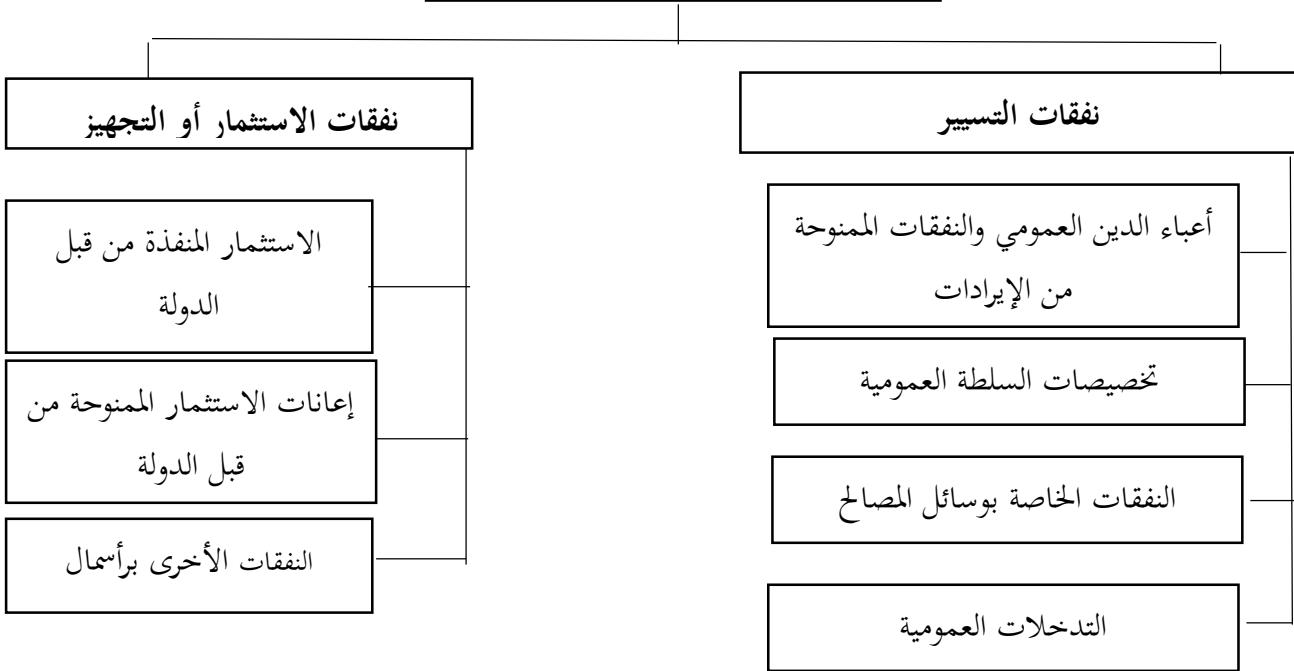 نفقات التسيير
أعباء الدين العمومي والنفقات الممنوحة
من الإيرادات
تخصيصات السلطة العمومية
النفقات الخاصة بوسائل المصالح
التدخلات العمومية
نفقات الاستثمار أو التجهيز
الاستثمار المنفذة من قبل
الدولة
إعانات الاستثمار الممنوحة من
قبل الدولة
النفقات الأخرى برأسمال